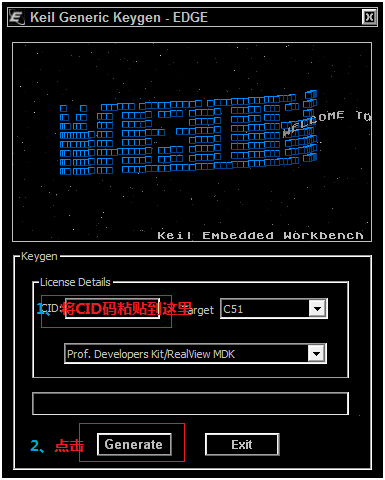 Keil Generic Keygen - EDGE
WELCOME TO
Keil Embedded Workbench
Keygen
License Details
CID:
1、将CID码粘贴到这里
Target
C51
Prof. Developers Kit/RealView MDK
2、点击
Generate
Exit